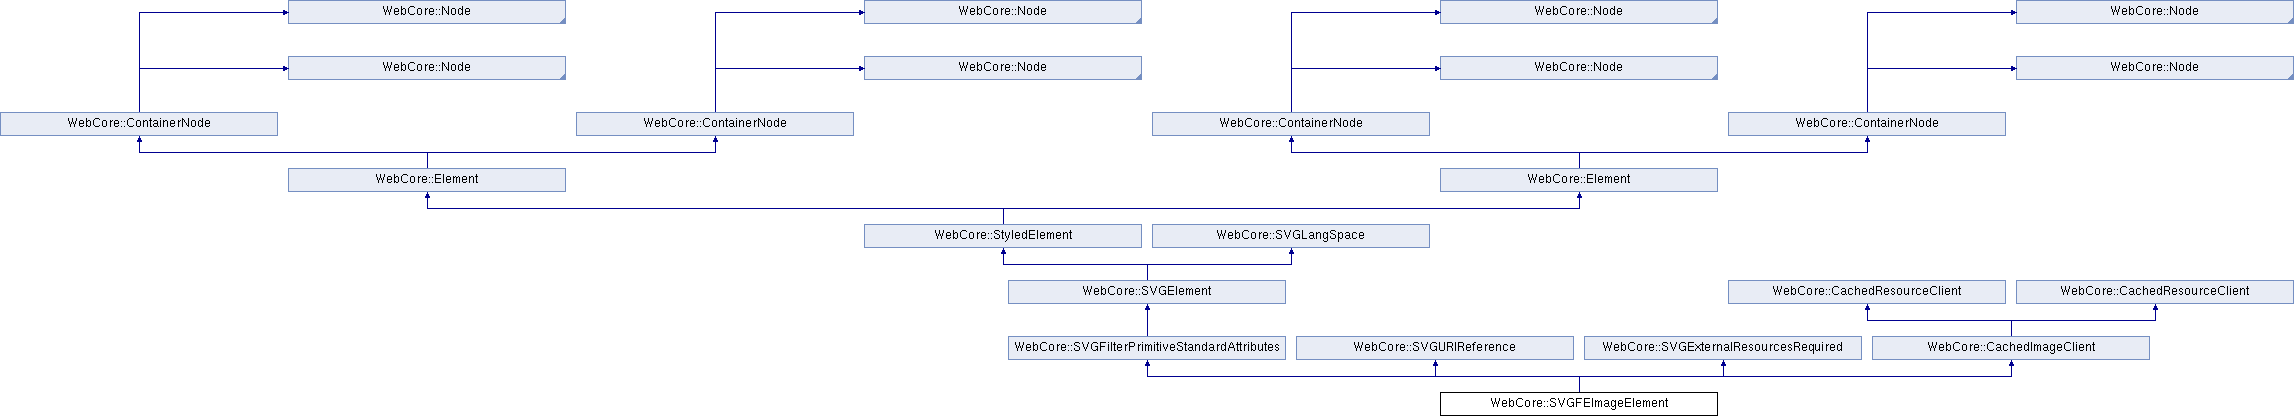 WebCore::Node
WebCore::Node
WebCore::Node
WebCore::Node
WebCore::Node
WebCore::Node
WebCore::Node
WebCore::Node
WebCore::ContainerNode
WebCore::ContainerNode
WebCore::ContainerNode
WebCore::ContainerNode
WebCore::Element
WebCore::Element
WebCore::StyledElement
WebCore::SVGLangSpace
WebCore::SVGElement
WebCore::CachedResourceClient
WebCore::CachedResourceClient
WebCore::SVGFilterPrimitiveStandardAttributes
WebCore::SVGURIReference
WebCore::SVGExternalResourcesRequired
WebCore::CachedImageClient
WebCore::SVGFEImageElement